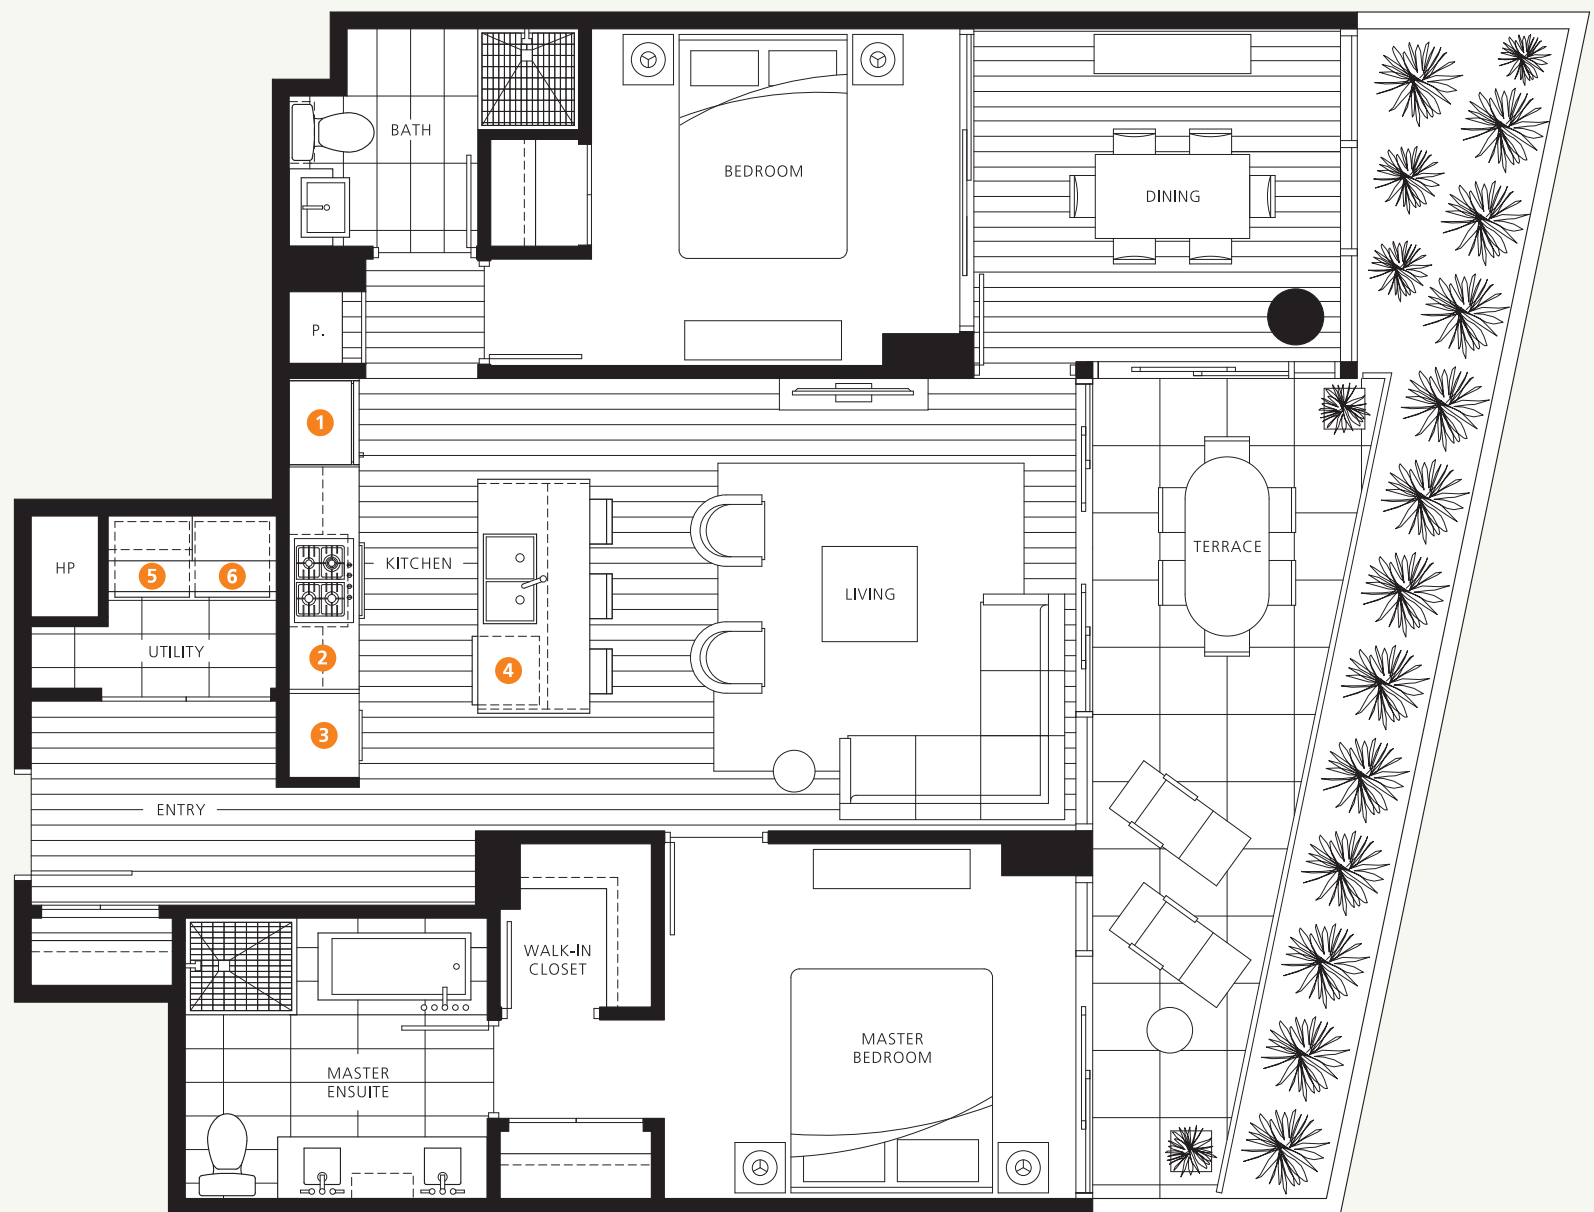 BATH
BEDROOM
DINING
P.
1
KITCHEN
TERRACE
HP
5
6
LIVING
UTILITY
2
4
3
ENTRY
WALK-IN
CLOSET
MASTER
BEDROOM
MASTER
ENSUITE